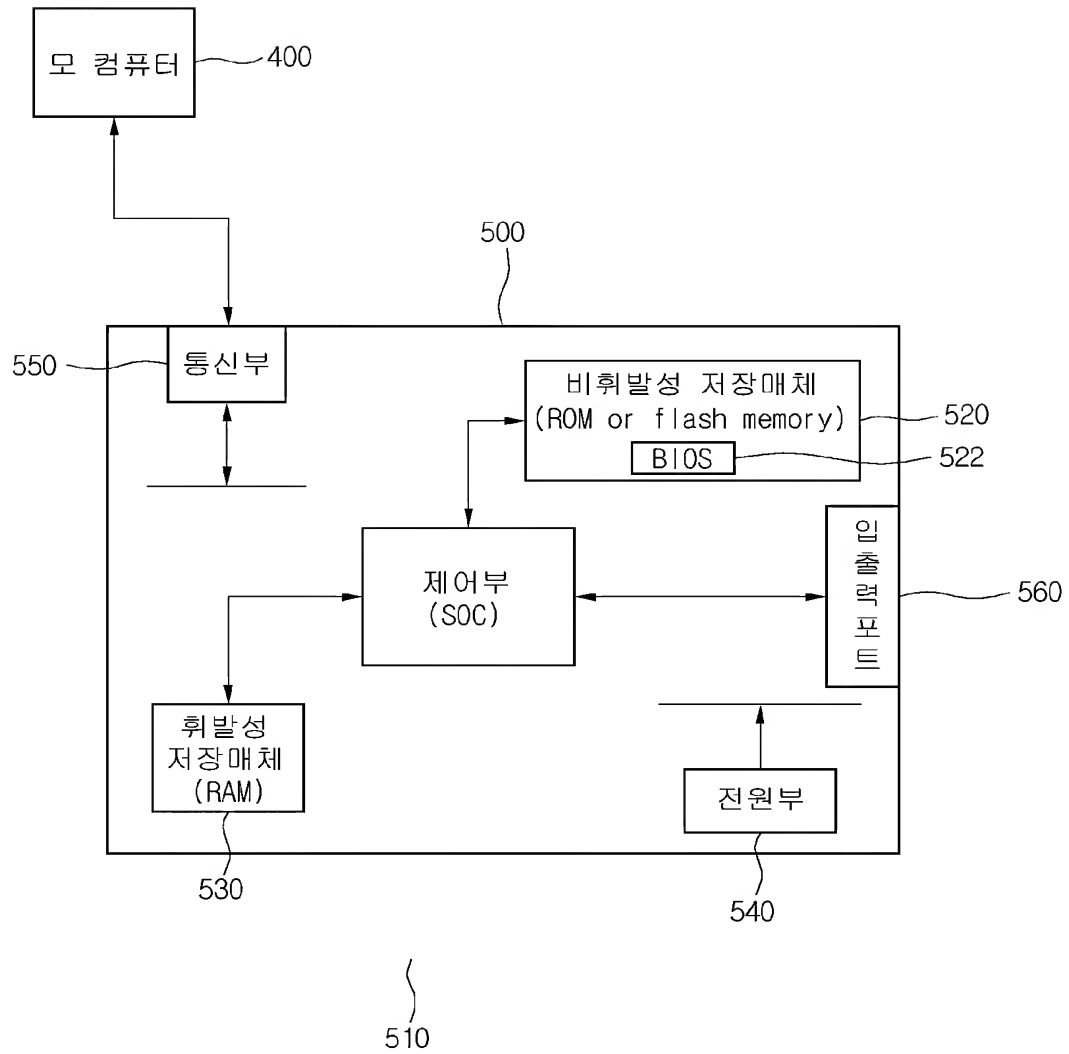 모 컴퓨터
400
500
550
통신부
비휘발성 저장매체
(ROM or flash memory)
BIOS
520
522
제어부
(SOC)
입
출
력
포
트
560
휘발성
저장매체
(RAM)
530
전원부
540
510